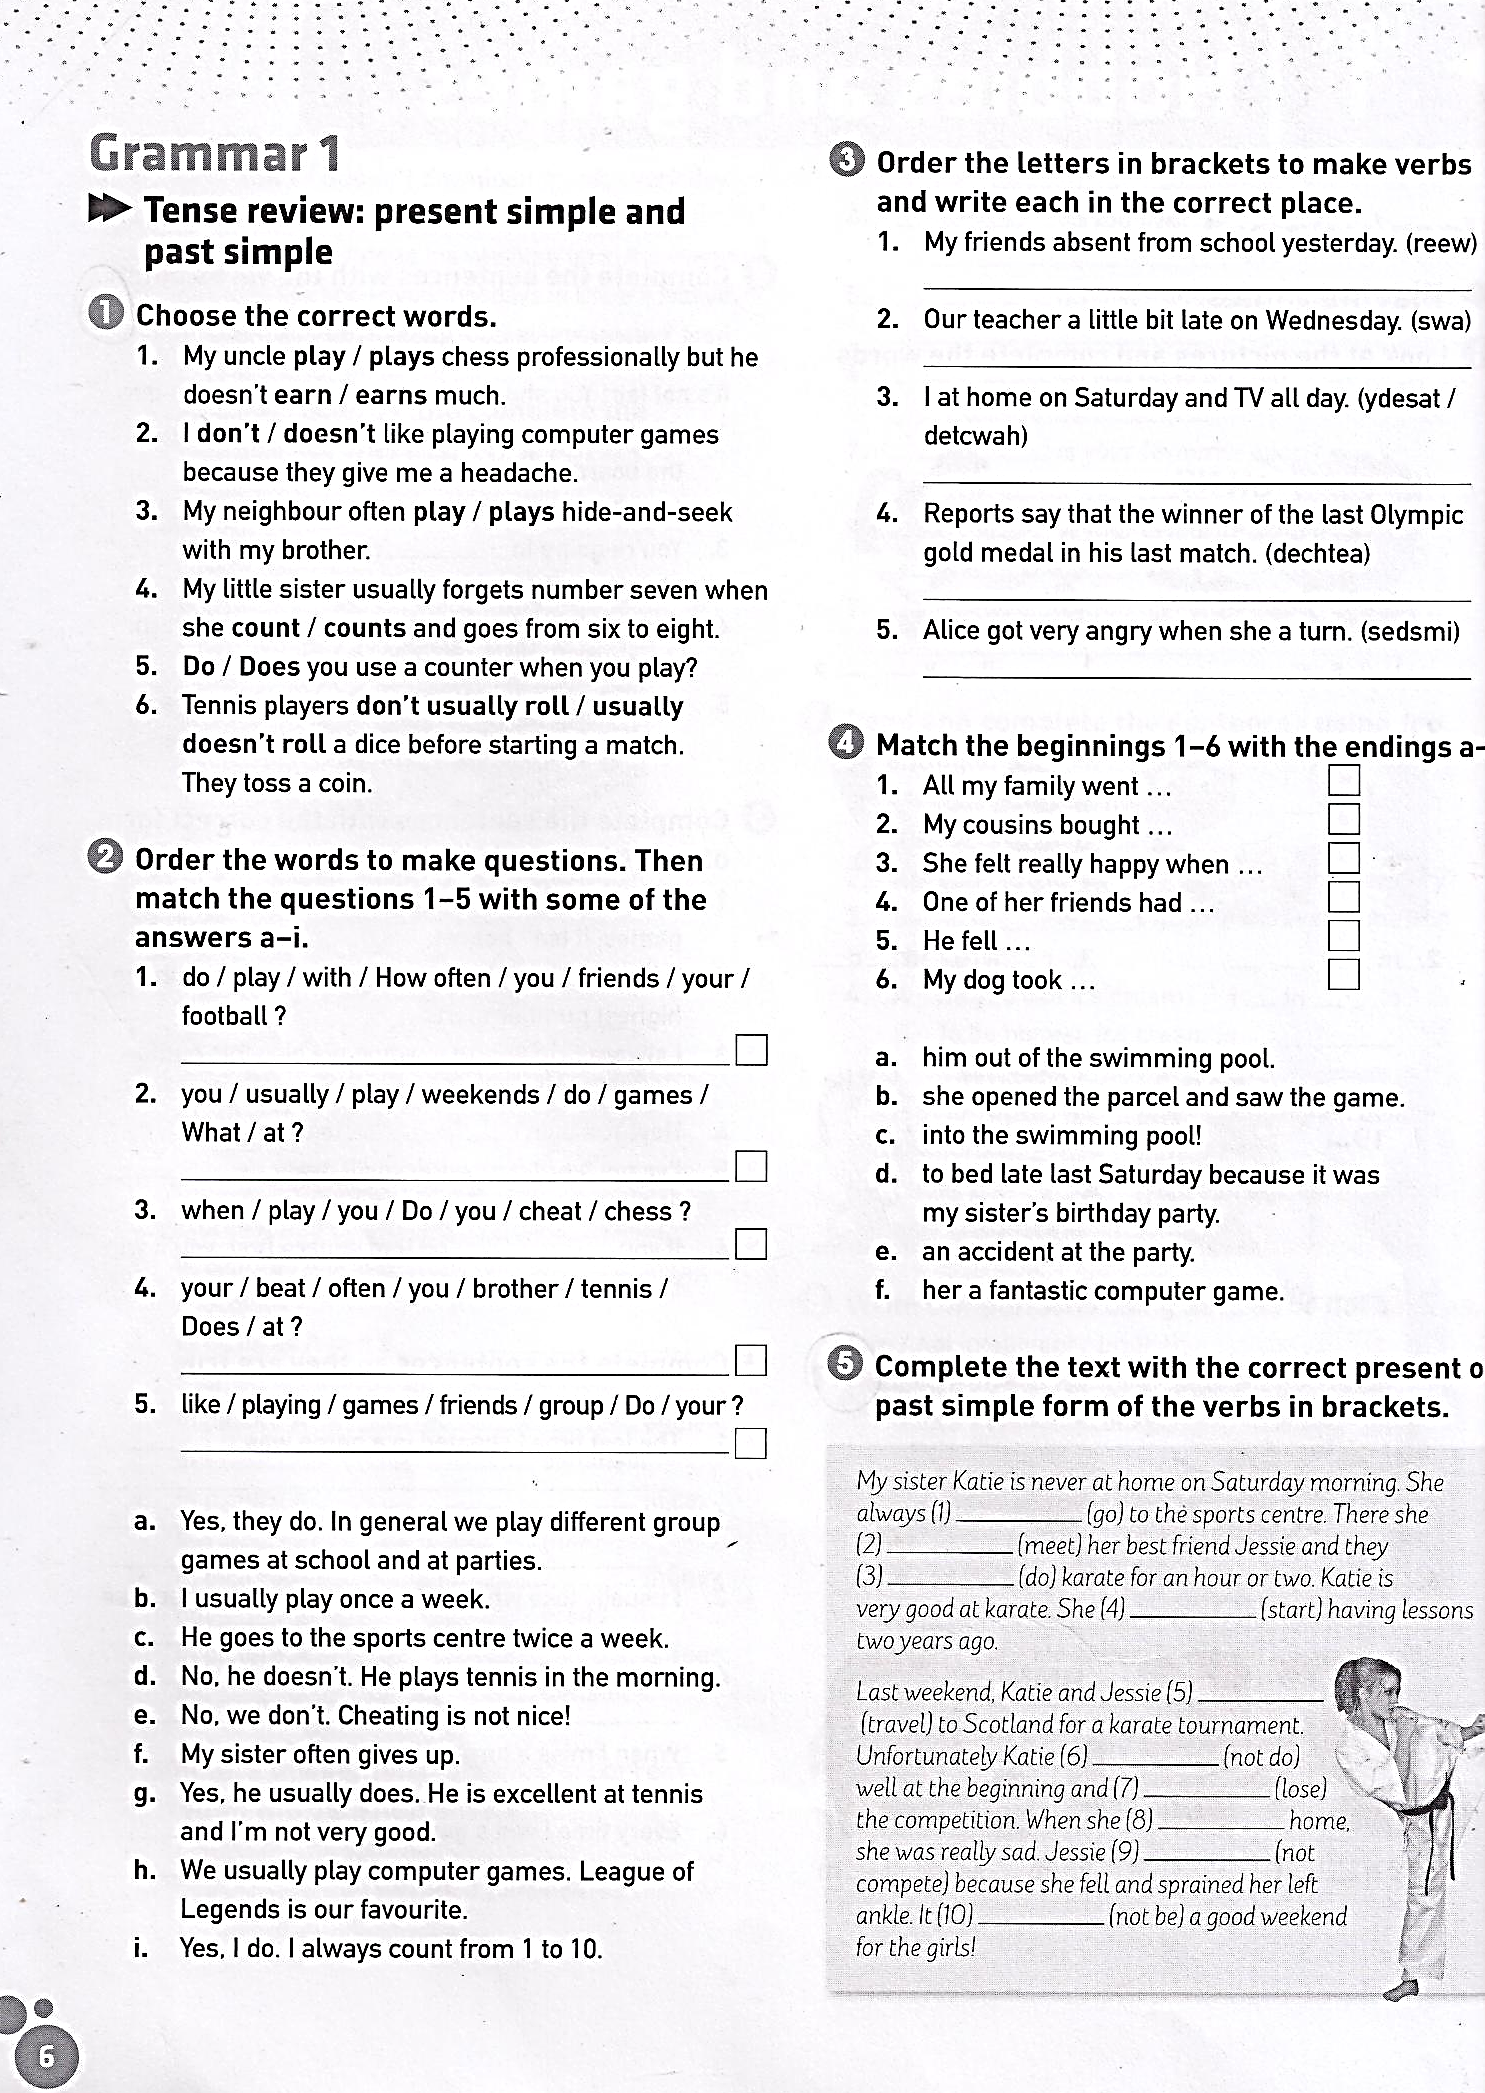 Grammar 1
Tense review: present simple and
past simple
1 Choose the correct words.
1. My uncle play / plays chess professionally but he
doesn't earn / earns much.
2. I don't / doesn't like playing computer games
because they give me a headache.
3. My neighbour often play / plays hide-and-seek
with my brother.
4. My little sister usually forgets number seven when
she count / counts and goes from six to eight.
5. Do / Does you use a counter when you play?
6. Tennis players don't usually roll / usually
doesn't roll a dice before starting a match.
They toss a coin.
2 Order the words to make questions. Then
match the questions 1–5 with some of the
answers a–i.
1. do / play / with / How often / you / friends / your /
football ?
2. you / usually / play / weekends / do / games /
What / at ?
3. when / play / you / Do / you / cheat / chess ?
4. your / beat / often / you / brother / tennis /
Does / at ?
5. like / playing / games / friends / group / Do / your ?
a. Yes, they do. In general we play different group
games at school and at parties.
b. I usually play once a week.
c. He goes to the sports centre twice a week.
d. No, he doesn't. He plays tennis in the morning.
e. No, we don't. Cheating is not nice!
f. My sister often gives up.
g. Yes, he usually does. He is excellent at tennis
and I'm not very good.
h. We usually play computer games. League of
Legends is our favourite.
i. Yes, I do. I always count from 1 to 10.
6
3 Order the letters in brackets to make verbs
and write each in the correct place.
1. My friends absent from school yesterday. (reew)
2. Our teacher a little bit late on Wednesday. (swa)
3. I at home on Saturday and TV all day. (ydesat /
detcwah)
4. Reports say that the winner of the last Olympic
gold medal in his last match. (dechtea)
5. Alice got very angry when she a turn. (sedsmi)
4 Match the beginnings 1–6 with the endings a–
1. All my family went ...
2. My cousins bought ...
3. She felt really happy when ...
4. One of her friends had ...
5. He fell ...
6. My dog took ...
a. him out of the swimming pool.
b. she opened the parcel and saw the game.
c. into the swimming pool!
d. to bed late last Saturday because it was
my sister's birthday party.
e. an accident at the party.
f. her a fantastic computer game.
5 Complete the text with the correct present o
past simple form of the verbs in brackets.
My sister Katie is never at home on Saturday morning. She
always (1) __________ (go) to the sports centre. There she
(2) __________ (meet) her best friend Jessie and they
(3) __________ (do) karate for an hour or two. Katie is
very good at karate. She (4) __________ (start) having lessons
two years ago.
Last weekend, Katie and Jessie (5) __________
(travel) to Scotland for a karate tournament.
Unfortunately Katie (6) __________ (not do)
well at the beginning and (7) __________ (lose)
the competition. When she (8) __________ home,
she was really sad. Jessie (9) __________ (not
compete) because she fell and sprained her left
ankle. It (10) __________ (not be) a good weekend
for the girls!